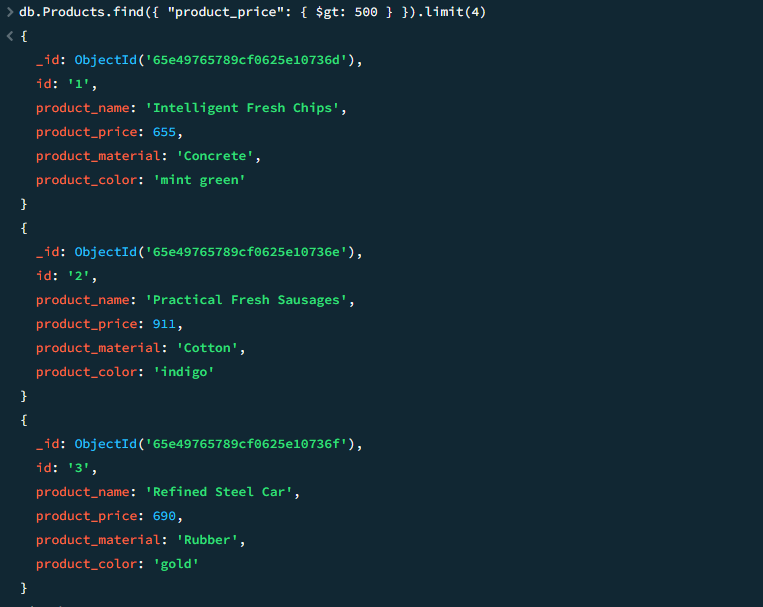 > db.Products.find({ "product_price": { $gt: 500 } }).limit(4)
< {
_id: ObjectId('65e49765789cf0625e10736d'),
id: '1',
product_name: 'Intelligent Fresh Chips',
product_price: 655,
product_material: 'Concrete',
product_color: 'mint green'
}
{
_id: ObjectId('65e49765789cf0625e10736e'),
id: '2',
product_name: 'Practical Fresh Sausages',
product_price: 911,
product_material: 'Cotton',
product_color: 'indigo'
}
{
_id: ObjectId('65e49765789cf0625e10736f'),
id: '3',
product_name: 'Refined Steel Car',
product_price: 690,
product_material: 'Rubber',
product_color: 'gold'
}